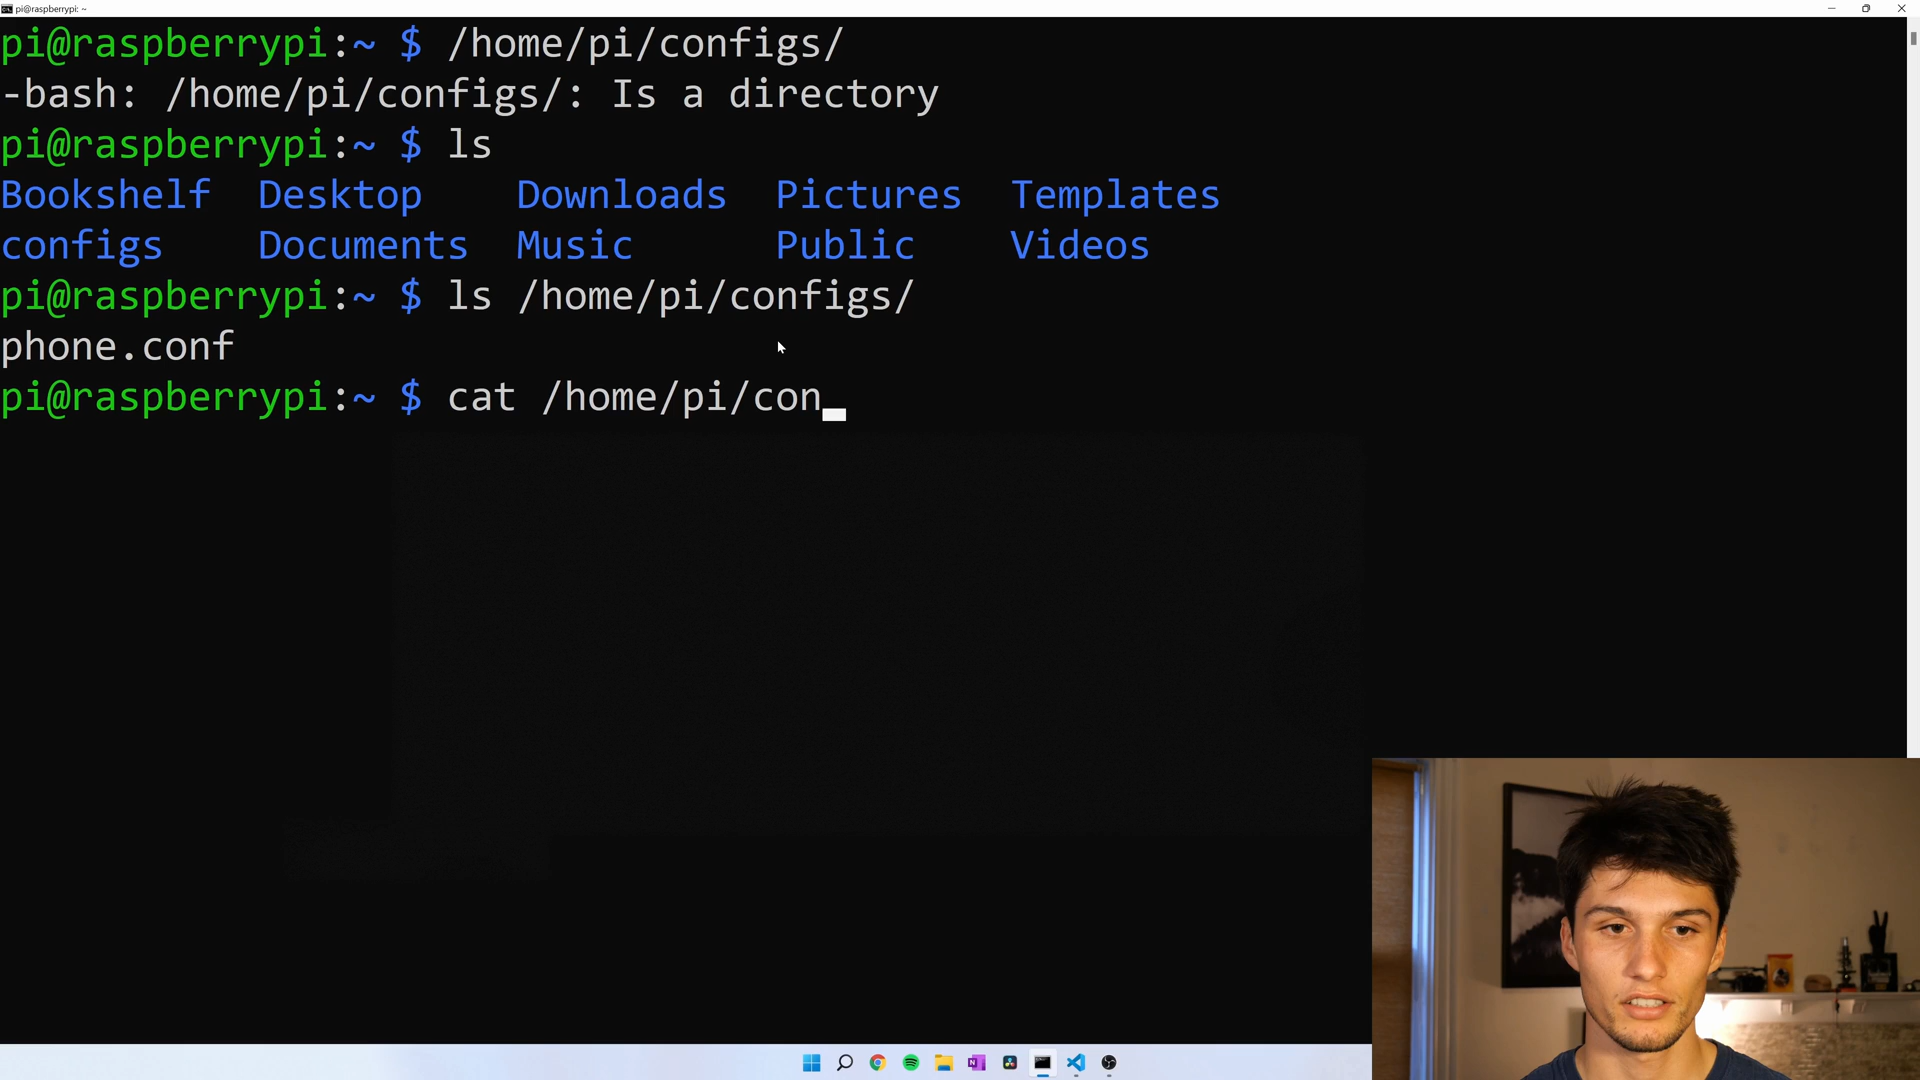 pi@raspberrypi: ~
pi@raspberrypi:~ $ /home/pi/configs/
-bash: /home/pi/configs/: Is a directory
pi@raspberrypi:~ $ ls
Bookshelf Desktop Downloads Pictures Templates
configs Documents Music Public Videos
pi@raspberrypi:~ $ ls /home/pi/configs/
phone.conf
pi@raspberrypi:~ $ cat /home/pi/con